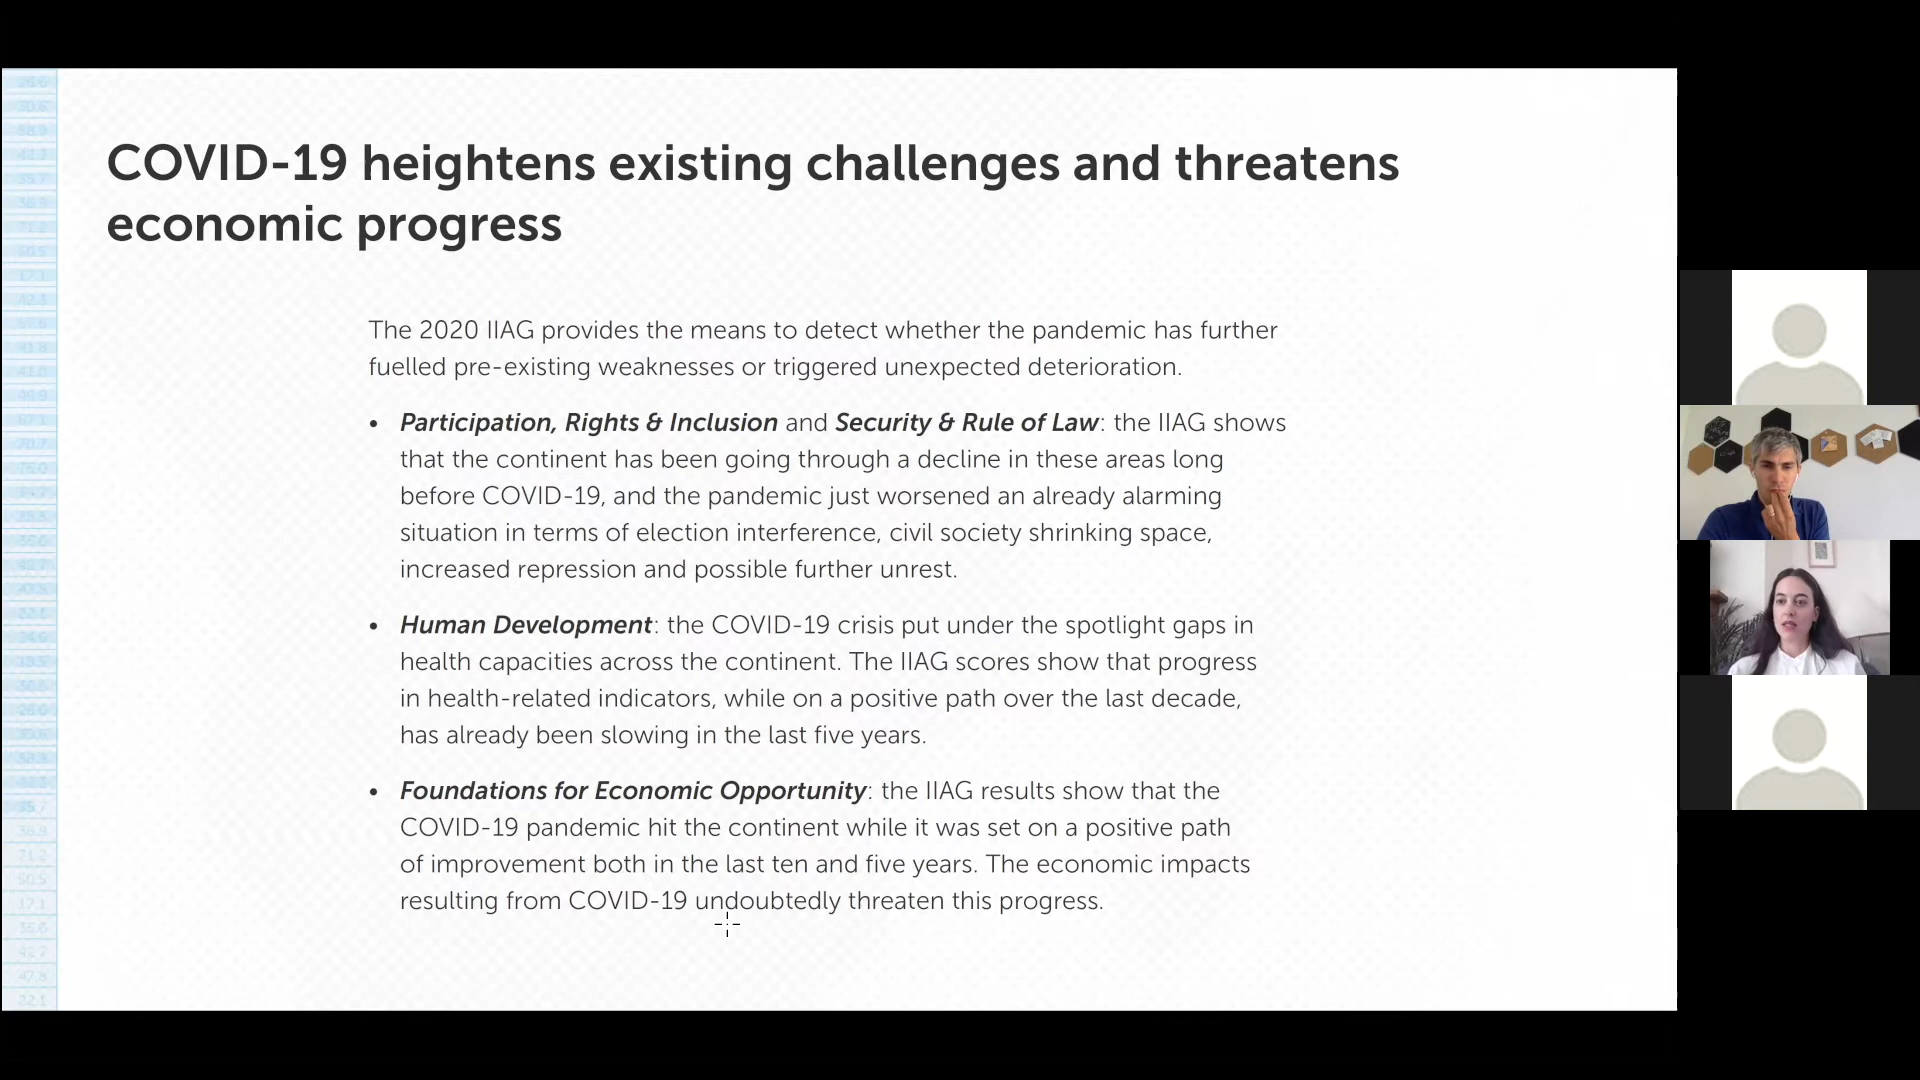 COVID-19 heightens existing challenges and threatens
economic progress
The 2020 IIAG provides the means to detect whether the pandemic has further
fuelled pre-existing weaknesses or triggered unexpected deterioration.
• Participation, Rights & Inclusion and Security & Rule of Law: the IIAG shows
that the continent has been going through a decline in these areas long
before COVID-19, and the pandemic just worsened an already alarming
situation in terms of election interference, civil society shrinking space,
increased repression and possible further unrest.
• Human Development: the COVID-19 crisis put under the spotlight gaps in
health capacities across the continent. The IIAG scores show that progress
in health-related indicators, while on a positive path over the last decade,
has already been slowing in the last five years.
• Foundations for Economic Opportunity: the IIAG results show that the
COVID-19 pandemic hit the continent while it was set on a positive path
of improvement both in the last ten and five years. The economic impacts
resulting from COVID-19 undoubtedly threaten this progress.